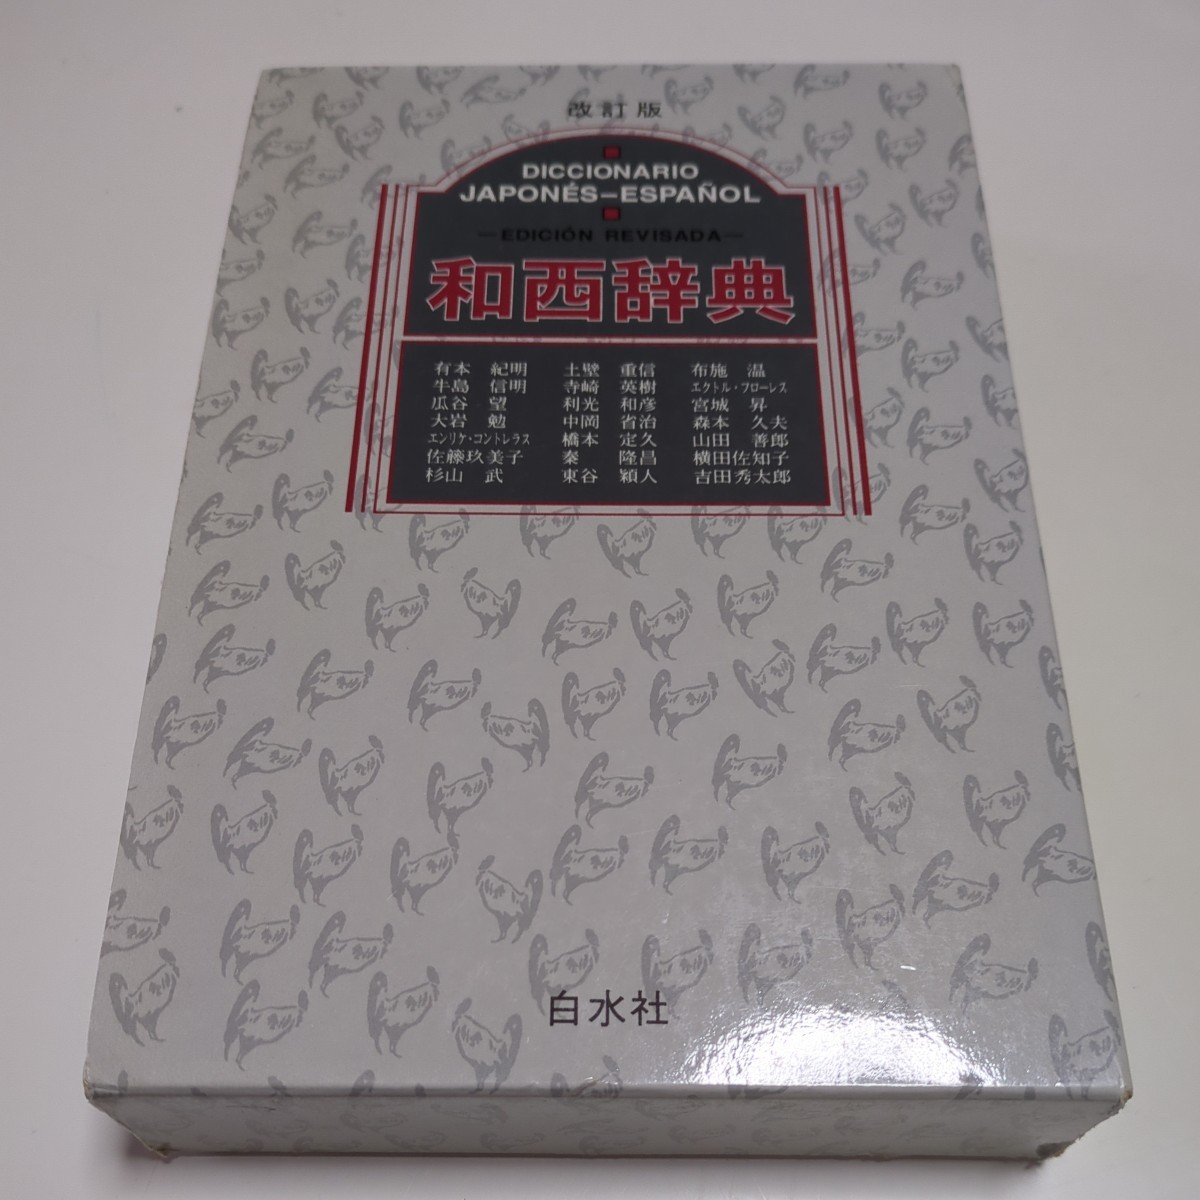 改訂版
DICCIONARIO
JAPONÉS–ESPAÑOL
—EDICIÓN REVISADA—
和西辞典
有本 紀明 土壁 重信 布施 温
牛島 信明 寺崎 英樹 エクトル・フローレス
瓜谷 望 利光 和彦 宮城 昇
大岩 勉 中岡 省治 森本 久夫
エンリケ・コントレラス 橋本 定久 山田 善郎
佐藤玖美子 秦 隆昌 横田佐知子
杉山 武 東谷 穎人 吉田秀太郎
白水社